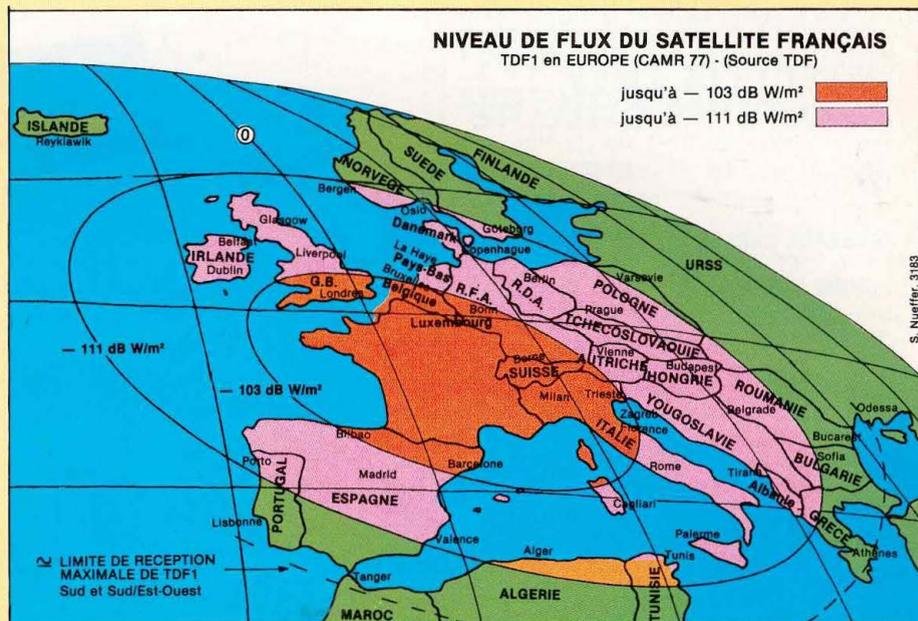 NIVEAU DE FLUX DU SATELLITE FRANÇAIS
TDF1 en EUROPE (CAMR 77) - (Source TDF)
jusqu'à — 103 dB W/m²
jusqu'à — 111 dB W/m²
ISLANDE
Reyklawik
0
FINLANDE
SUEDE
NORVEGE
Bergen
Oslo
Göteborg
Glasgow
Danemark
Copenhague
Belfast
IRLANDE
Dublin
Liverpool
La Haye
Pays-Bas
Bruxelles
Belgique
R.F.A.
Berlin
R.D.A.
Varsovie
POLOGNE
URSS
G.B.
Londres
Bonn
Prague
Luxembourg
TCHECOSLOVAQUIE
— 111 dB W/m²
— 103 dB W/m²
Berne
SUISSE
Vienne
AUTRICHE
Budapest
HONGRIE
ROUMANIE
Milan
Trieste
Zagreb
YOUGOSLAVIE
Belgrade
Odessa
Florence
ITALIE
Bucarest
Sofia
BULGARIE
Bilbao
Porto
Madrid
Barcelone
Rome
Tirana
Albanie
ESPAGNE
PORTUGAL
Cagliari
GRECE
Lisbonne
Valence
Palerme
Athènes
Alger
Tunis
LIMITE DE RECEPTION
MAXIMALE DE TDF1
Sud et Sud/Est-Ouest
Tanger
ALGERIE
TUNISIE
MAROC
S. Nueffer. 3183